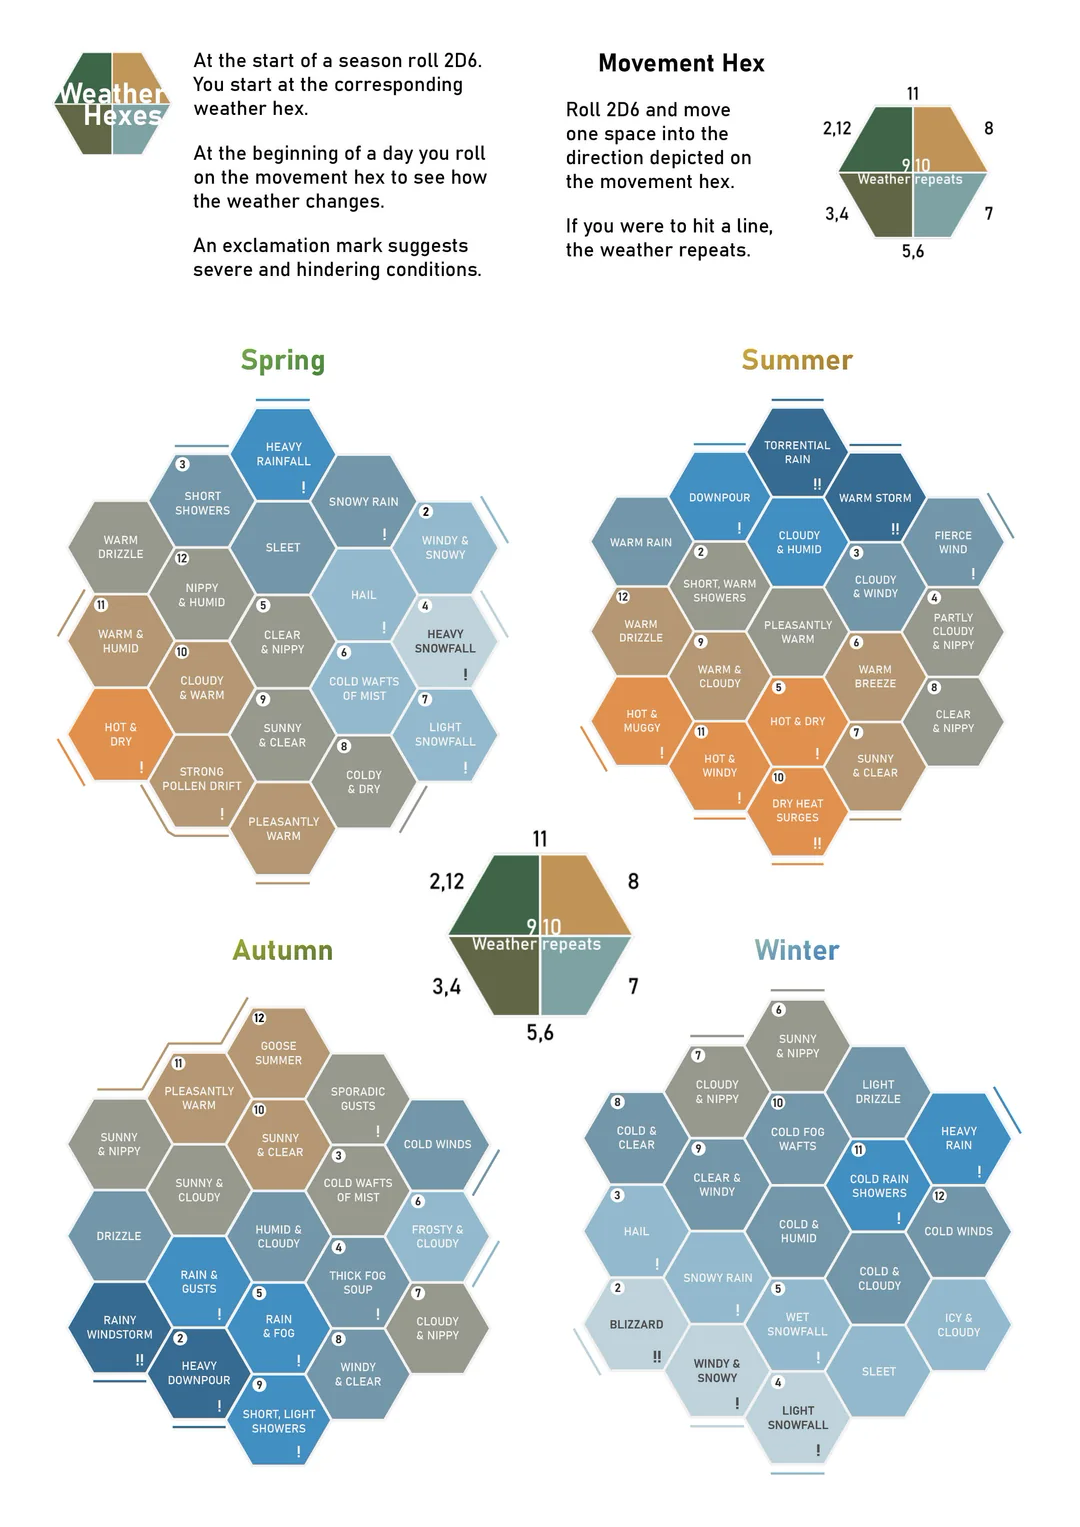 Weather
Hexes
At the start of a season roll 2D6.
You start at the corresponding
weather hex.
At the beginning of a day you roll
on the movement hex to see how
the weather changes.
An exclamation mark suggests
severe and hindering conditions.
Movement Hex
Roll 2D6 and move
one space into the
direction depicted on
the movement hex.
If you were to hit a line,
the weather repeats.
11
2,12
8
9 10
Weather repeats
3,4
7
5,6
Spring
HEAVY
RAINFALL
!
3
SHORT
SHOWERS
SNOWY RAIN
!
WARM
DRIZZLE
SLEET
2
WINDY &
SNOWY
12
NIPPY
& HUMID
HAIL
!
11
WARM &
HUMID
5
CLEAR
& NIPPY
4
HEAVY
SNOWFALL
!
10
CLOUDY
& WARM
6
COLD WAFTS
OF MIST
HOT &
DRY
!
9
SUNNY
& CLEAR
7
LIGHT
SNOWFALL
!
STRONG
POLLEN DRIFT
!
8
COLDY
& DRY
PLEASANTLY
WARM
Summer
TORRENTIAL
RAIN
!!
DOWNPOUR
!
WARM STORM
!!
WARM RAIN
CLOUDY
& HUMID
FIERCE
WIND
!
2
SHORT, WARM
SHOWERS
3
CLOUDY
& WINDY
12
WARM
DRIZZLE
PLEASANTLY
WARM
4
PARTLY
CLOUDY
& NIPPY
9
WARM &
CLOUDY
6
WARM
BREEZE
HOT &
MUGGY
!
5
HOT & DRY
!
8
CLEAR
& NIPPY
11
HOT &
WINDY
!
7
SUNNY
& CLEAR
10
DRY HEAT
SURGES
!!
11
2,12
8
9 10
Weather repeats
3,4
7
5,6
Autumn
12
GOOSE
SUMMER
11
PLEASANTLY
WARM
SPORADIC
GUSTS
!
SUNNY
& NIPPY
10
SUNNY
& CLEAR
COLD WINDS
SUNNY &
CLOUDY
3
COLD WAFTS
OF MIST
DRIZZLE
HUMID &
CLOUDY
6
FROSTY &
CLOUDY
RAIN &
GUSTS
!
4
THICK FOG
SOUP
!
RAINY
WINDSTORM
!!
5
RAIN
& FOG
!
7
CLOUDY
& NIPPY
2
HEAVY
DOWNPOUR
!
8
WINDY
& CLEAR
9
SHORT, LIGHT
SHOWERS
!
Winter
6
SUNNY
& NIPPY
7
CLOUDY
& NIPPY
LIGHT
DRIZZLE
8
COLD &
CLEAR
10
COLD FOG
WAFTS
HEAVY
RAIN
!
9
CLEAR &
WINDY
11
COLD RAIN
SHOWERS
!
3
HAIL
!
COLD &
HUMID
12
COLD WINDS
SNOWY RAIN
!
COLD &
CLOUDY
2
BLIZZARD
!!
5
WET
SNOWFALL
!
ICY &
CLOUDY
WINDY &
SNOWY
!
SLEET
4
LIGHT
SNOWFALL
!